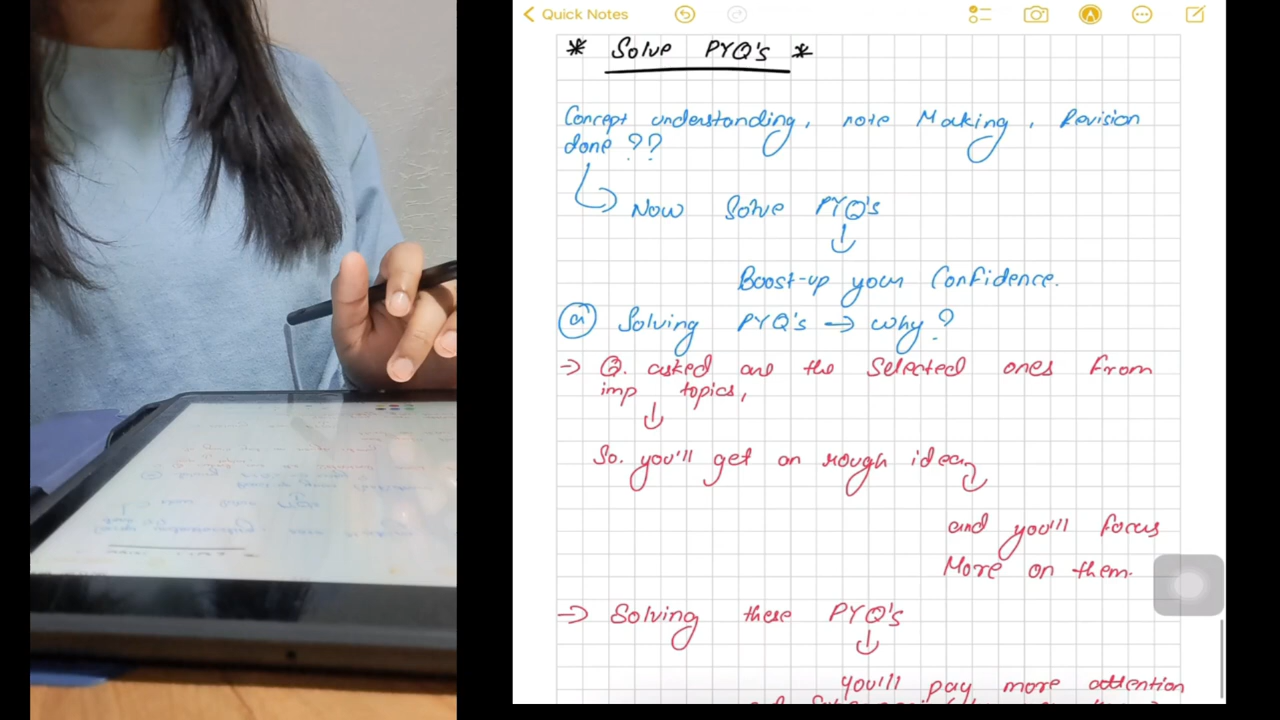 Quick Notes
* Solve PYQ's *
Concept understanding, note Making, Revision
done ??
Now Solve PYQ's
Boost-up your Confidence.
a) Solving PYQ's → why?
→ Q. asked are the Selected ones from
imp topics,
So. you'll get an rough idea,
and you'll focus
More on them.
→ Solving these PYQ's
you'll pay more attention